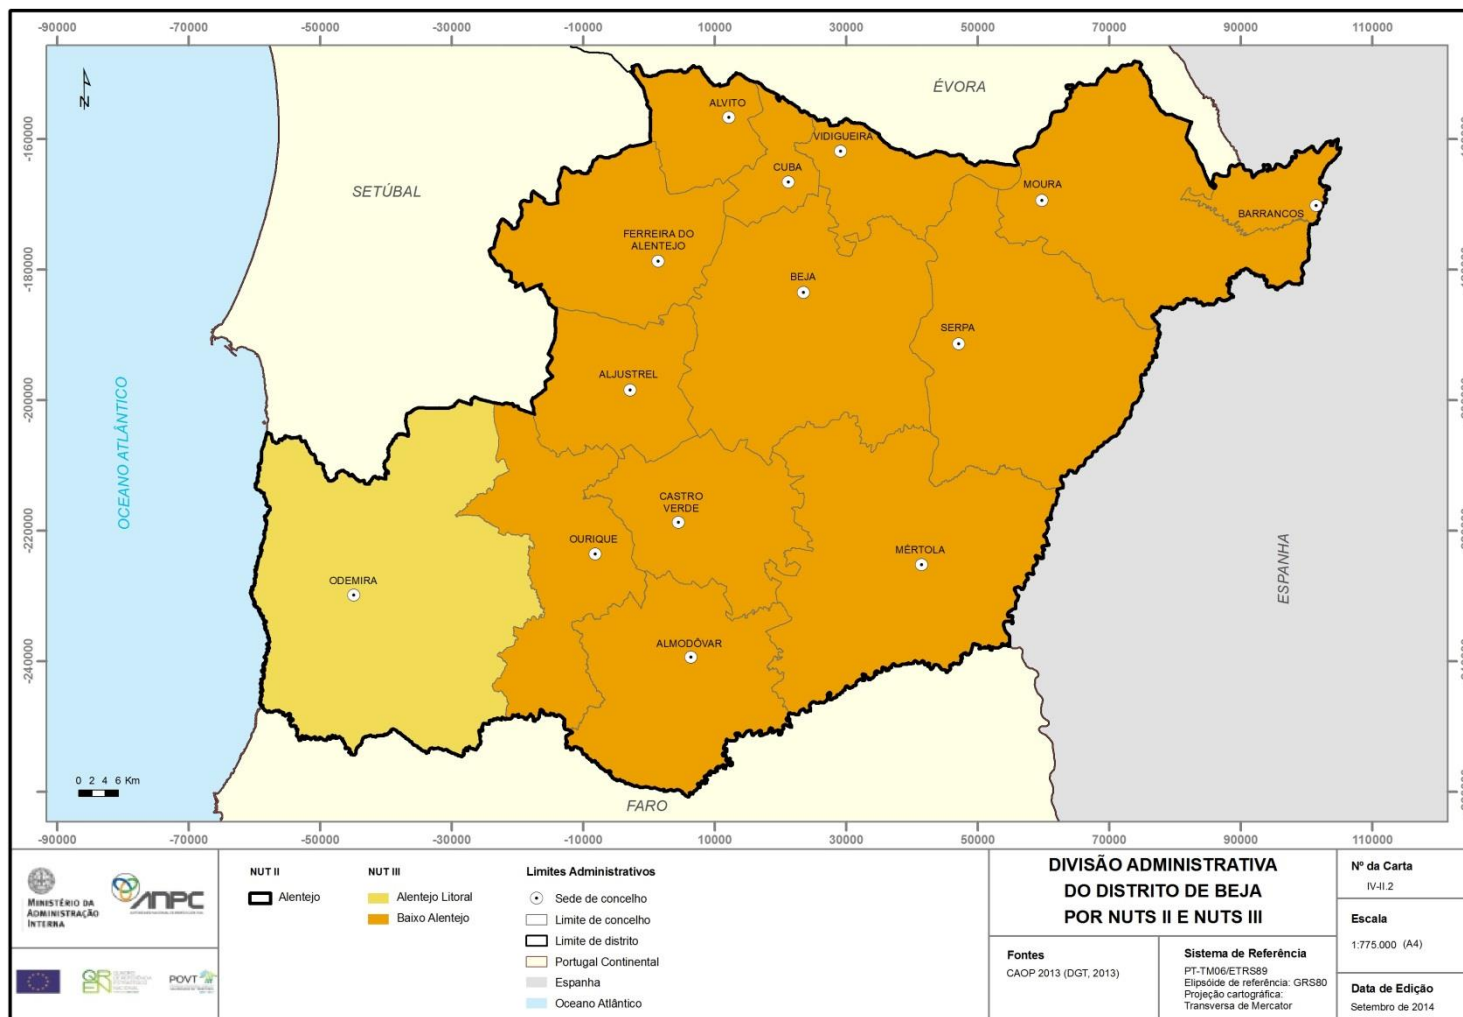 -90000 -70000 -50000 -30000 -10000 10000 30000 50000 70000 90000 110000
-160000
-180000
-200000
-220000
-240000
N
ÉVORA
ALVITO
VIDIGUEIRA
CUBA
SETÚBAL
MOURA
BARRANCOS
FERREIRA DO
ALENTEJO
BEJA
SERPA
ALJUSTREL
OCEANO ATLÂNTICO
CASTRO
VERDE
OURIQUE
MÉRTOLA
ESPANHA
ODEMIRA
ALMODÔVAR
0 2 4 6 Km
FARO
-90000 -70000 -50000 -30000 -10000 10000 30000 50000 70000 90000 110000
MINISTÉRIO DA
ADMINISTRAÇÃO
INTERNA
ANPC
QREN
POVT
NUT II
Alentejo
NUT III
Alentejo Litoral
Baixo Alentejo
Limites Administrativos
Sede de concelho
Limite de concelho
Limite de distrito
Portugal Continental
Espanha
Oceano Atlântico
DIVISÃO ADMINISTRATIVA
DO DISTRITO DE BEJA
POR NUTS II E NUTS III
Fontes
CAOP 2013 (DGT, 2013)
Sistema de Referência
PT-TM06/ETRS89
Elipsóide de referência: GRS80
Projeção cartográfica:
Transversa de Mercator
Nº da Carta
IV-II.2
Escala
1:775.000 (A4)
Data de Edição
Setembro de 2014